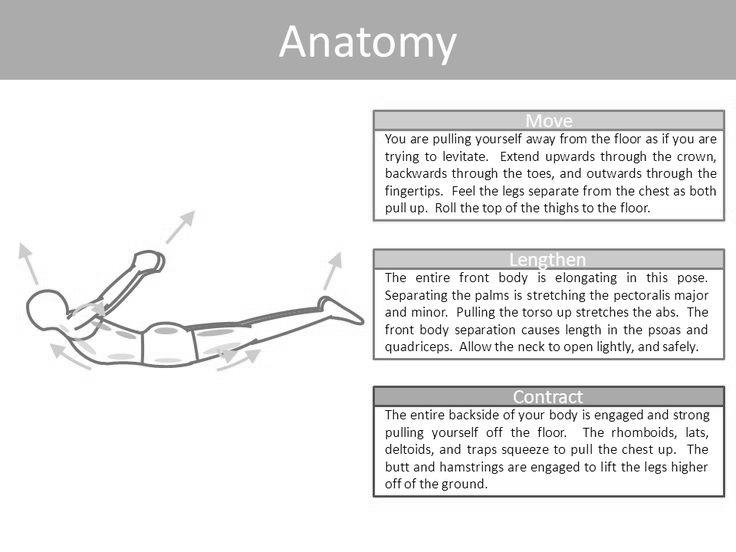 Anatomy
Move
You are pulling yourself away from the floor as if you are
trying to levitate. Extend upwards through the crown,
backwards through the toes, and outwards through the
fingertips. Feel the legs separate from the chest as both
pull up. Roll the top of the thighs to the floor.
Lengthen
The entire front body is elongating in this pose.
Separating the palms is stretching the pectoralis major
and minor. Pulling the torso up stretches the abs. The
front body separation causes length in the psoas and
quadriceps. Allow the neck to open lightly, and safely.
Contract
The entire backside of your body is engaged and strong
pulling yourself off the floor. The rhomboids, lats,
deltoids, and traps squeeze to pull the chest up. The
butt and hamstrings are engaged to lift the legs higher
off of the ground.